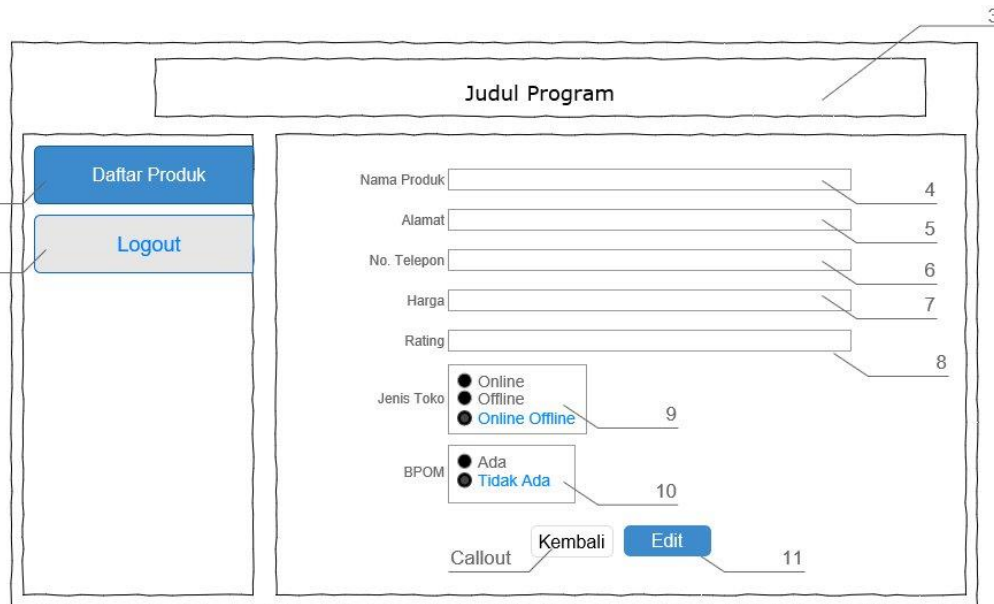 3
Judul Program
Daftar Produk
Logout
Nama Produk
4
Alamat
5
No. Telepon
6
Harga
7
Rating
8
Jenis Toko
Online
Offline
Online Offline
9
BPOM
Ada
Tidak Ada
10
Kembali
Edit
Callout
11